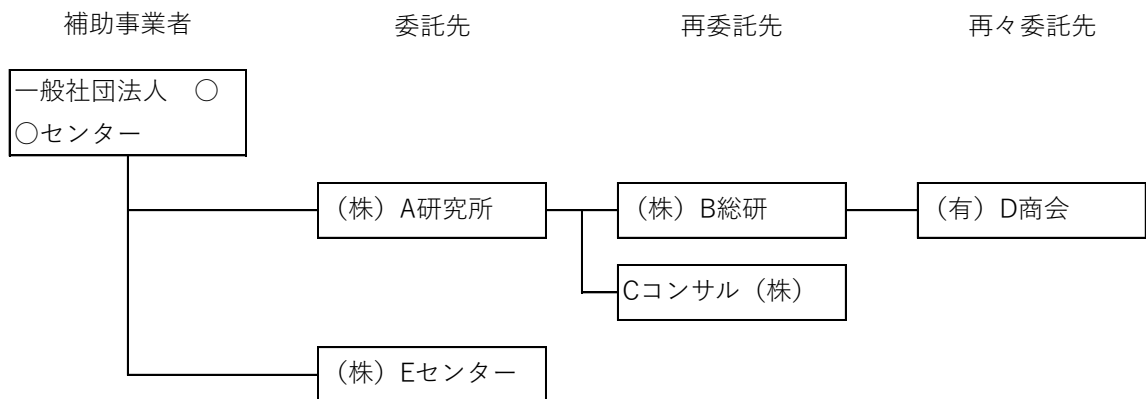 補助事業者　委託先　再委託先　再々委託先
一般社団法人　○
○センター
（株）A研究所　（株）B総研　（有）D商会
Cコンサル（株）
（株）Eセンター